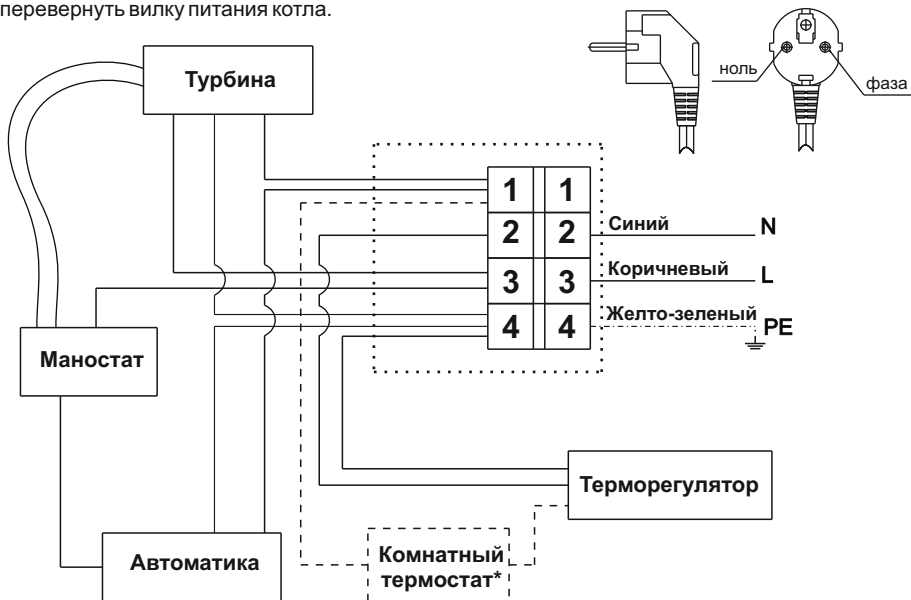 перевернуть вилку питания котла.
Турбина
ноль
фаза
1 1
2 2
3 3
4 4
Синий N
Коричневый L
Желто-зеленый PE
Маностат
Терморегулятор
Автоматика
Комнатный
термостат*